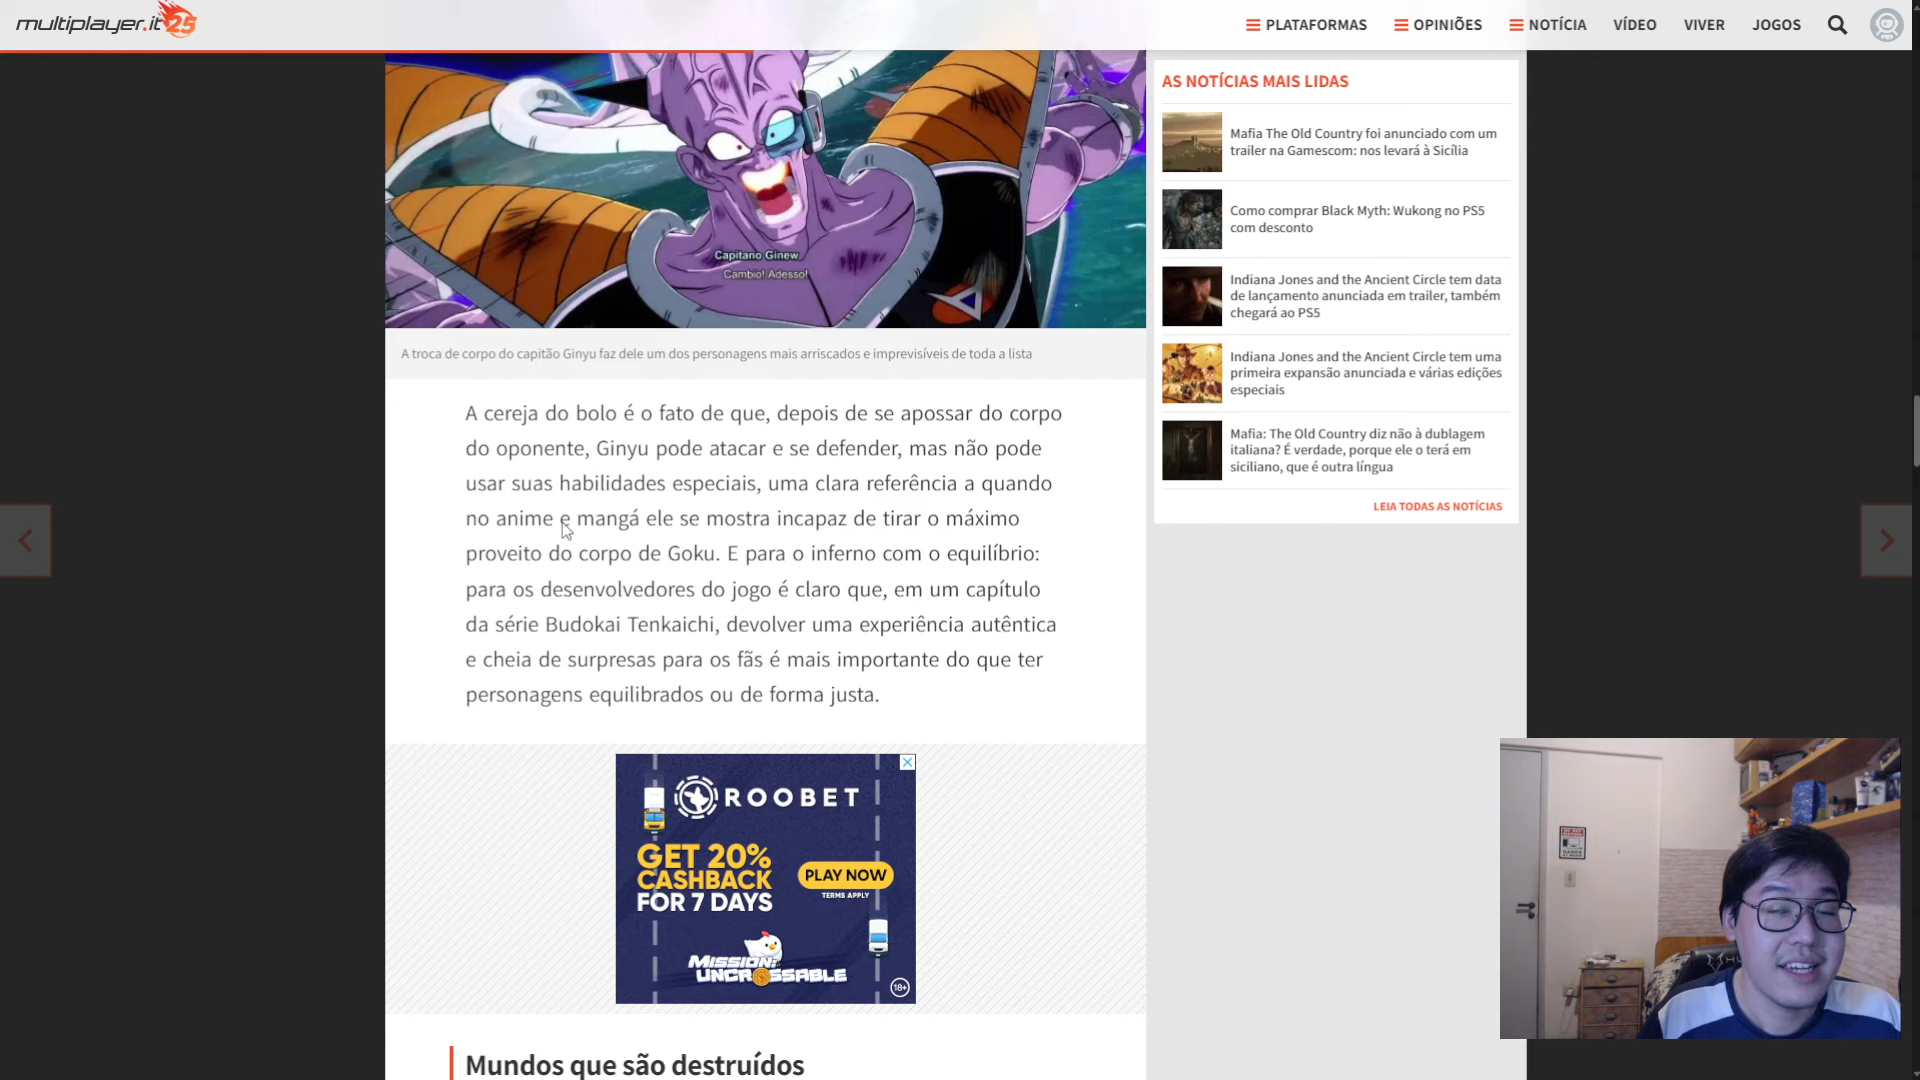 multiplayer.it 25
PLATAFORMAS
OPINIÕES
NOTÍCIA
VÍDEO
VIVER
JOGOS
Capitano Ginew
Cambio! Adesso!
A troca de corpo do capitão Ginyu faz dele um dos personagens mais arriscados e imprevisíveis de toda a lista
A cereja do bolo é o fato de que, depois de se apossar do corpo
do oponente, Ginyu pode atacar e se defender, mas não pode
usar suas habilidades especiais, uma clara referência a quando
no anime e mangá ele se mostra incapaz de tirar o máximo
proveito do corpo de Goku. E para o inferno com o equilíbrio:
para os desenvolvedores do jogo é claro que, em um capítulo
da série Budokai Tenkaichi, devolver uma experiência autêntica
e cheia de surpresas para os fãs é mais importante do que ter
personagens equilibrados ou de forma justa.
ROOBET
GET 20%
CASHBACK
FOR 7 DAYS
PLAY NOW
TERMS APPLY
MISSION:
UNCROSSABLE
18+
Mundos que são destruídos
AS NOTÍCIAS MAIS LIDAS
Mafia The Old Country foi anunciado com um
trailer na Gamescom: nos levará à Sicília
Como comprar Black Myth: Wukong no PS5
com desconto
Indiana Jones and the Ancient Circle tem data
de lançamento anunciada em trailer, também
chegará ao PS5
Indiana Jones and the Ancient Circle tem uma
primeira expansão anunciada e várias edições
especiais
Mafia: The Old Country diz não à dublagem
italiana? É verdade, porque ele o terá em
siciliano, que é outra língua
LEIA TODAS AS NOTÍCIAS